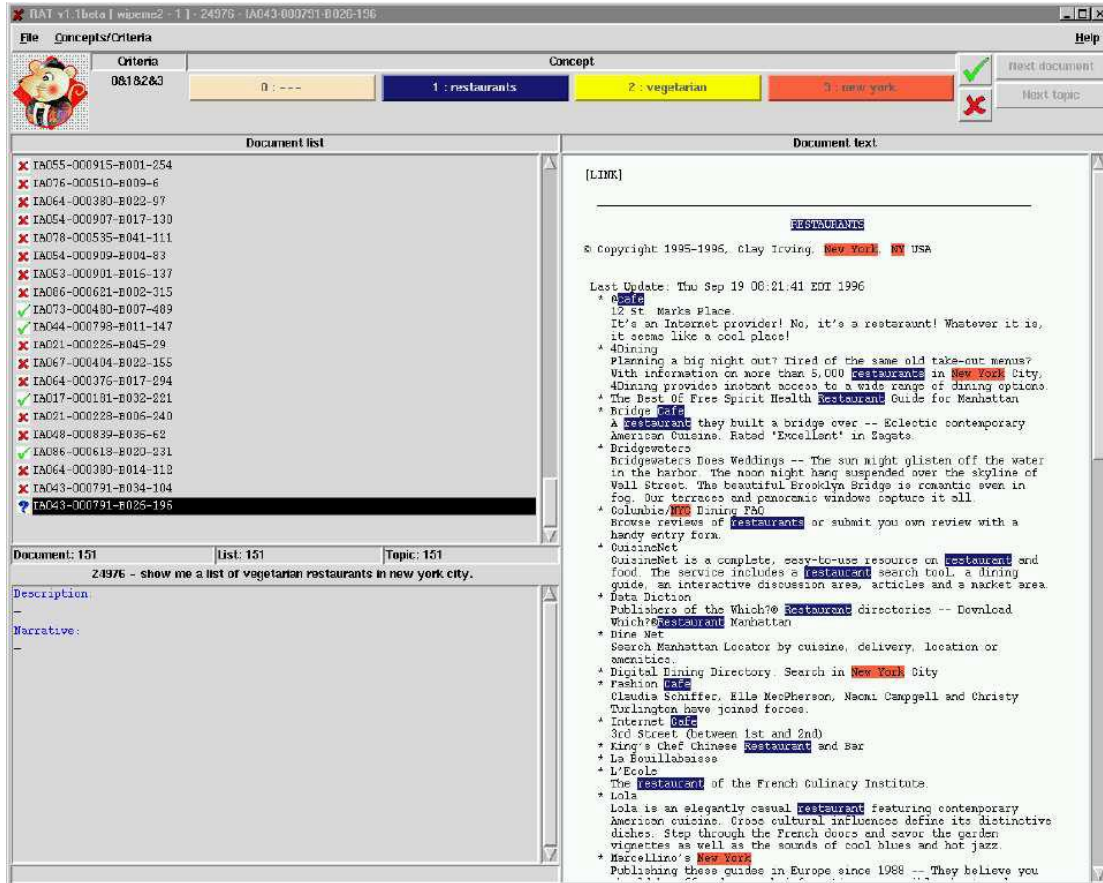 RAT v1.1beta [ wipeme2 - 1 ] - 24976 - IA043-000791-B026-196
File Concepts/Criteria Help
Criteria Concept
0&1&2&3 0 : --- 1 : restaurants 2 : vegetarian 3 : new york Next document
Next topic
Document list
IA055-000915-B001-254
IA076-000510-B009-6
IA064-000380-B022-97
IA054-000907-B017-130
IA078-000535-B041-111
IA054-000909-B004-83
IA053-000901-B016-137
IA086-000621-B002-315
IA073-000480-B007-489
IA044-000798-B011-147
IA021-000226-B045-29
IA067-000404-B022-155
IA064-000376-B017-294
IA017-000181-B032-221
IA021-000228-B006-240
IA048-000839-B036-62
IA086-000618-B020-231
IA064-000380-B014-112
IA043-000791-B034-104
IA043-000791-B026-196
Document: 151 List: 151 Topic: 151
24976 - show me a list of vegetarian restaurants in new york city.
Description:
_
Narrative:
_
Document text
[LINK]
RESTAURANTS
© Copyright 1995-1996, Clay Irving, New York, NY USA
Last Update: Thu Sep 19 08:21:41 EDT 1996
* @cafe
12 St. Marks Place.
It's an Internet provider! No, it's a restaraunt! Whatever it is,
it seems like a cool place!
* 4Dining
Planning a big night out? Tired of the same old take-out menus?
With information on more than 5,000 restaurants in New York City,
4Dining provides instant access to a wide range of dining options.
* The Best Of Free Spirit Health Restaurant Guide for Manhattan
* Bridge Cafe
A restaurant they built a bridge over -- Eclectic contemporary
American Cuisine. Rated "Excellent" in Zagats.
* Bridgewaters
Bridgewaters Does Weddings -- The sun might glisten off the water
in the harbor. The moon might hang suspended over the skyline of
Wall Street. The beautiful Brooklyn Bridge is romantic even in
fog. Our terraces and panoramic windows capture it all.
* Columbia/NYC Dining FAQ
Browse reviews of restaurants or submit you own review with a
handy entry form.
* CuisineNet
CuisineNet is a complete, easy-to-use resource on restaurant and
food. The service includes a restaurant search tool, a dining
guide, an interactive discussion area, articles and a market area.
* Data Diction
Publishers of the Which?® Restaurant directories -- Download
Which?®Restaurant Manhattan
* Dine Net
Search Manhattan Locator by cuisine, delivery, location or
amenities.
* Digital Dining Directory. Search in New York City
* Fashion Cafe
Claudia Schiffer, Elle MacPherson, Naomi Campgell and Christy
Turlington have joined forces.
* Internet Cafe
3rd Street (between 1st and 2nd)
* King's Chef Chinese Restaurant and Bar
* La Bouillabaisse
* L'Ecole
The restaurant of the French Culinary Institute.
* Lola
Lola is an elegantly casual restaurant featuring contemporary
American cuisine. Cross cultural influences define its distinctive
dishes. Step through the French doors and savor the garden
vignettes as well as the sounds of cool blues and hot jazz.
* Marcellino's New York
Publishing these guides in Europe since 1988 -- They believe you